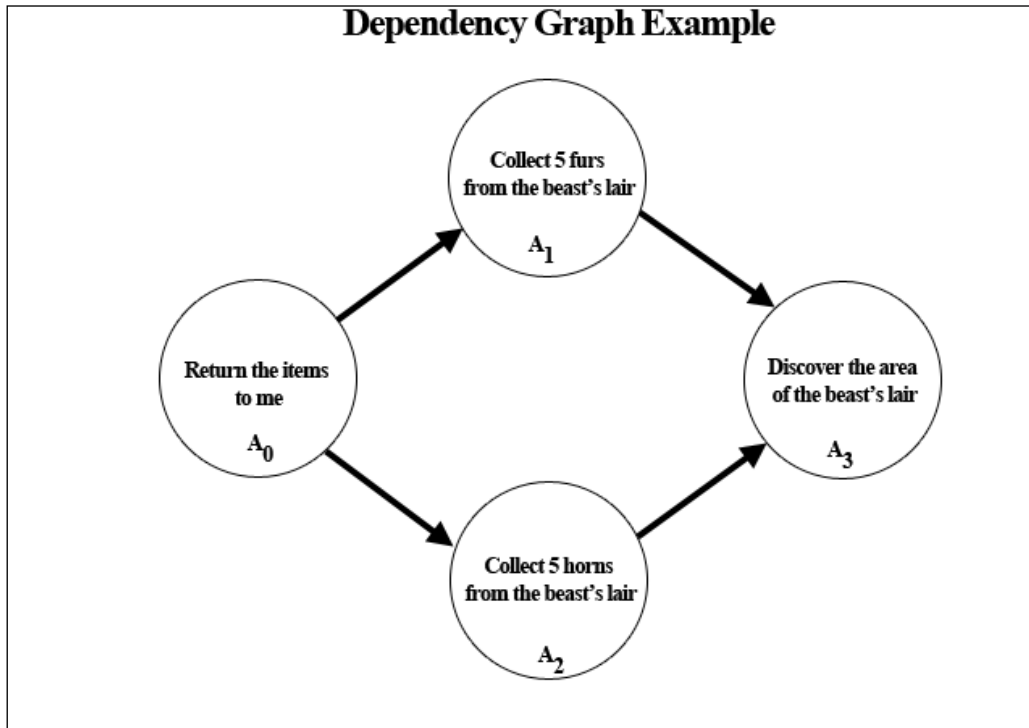 Dependency Graph Example
Collect 5 furs
from the beast's lair
A1
Return the items
to me
A0
Discover the area
of the beast's lair
A3
Collect 5 horns
from the beast's lair
A2